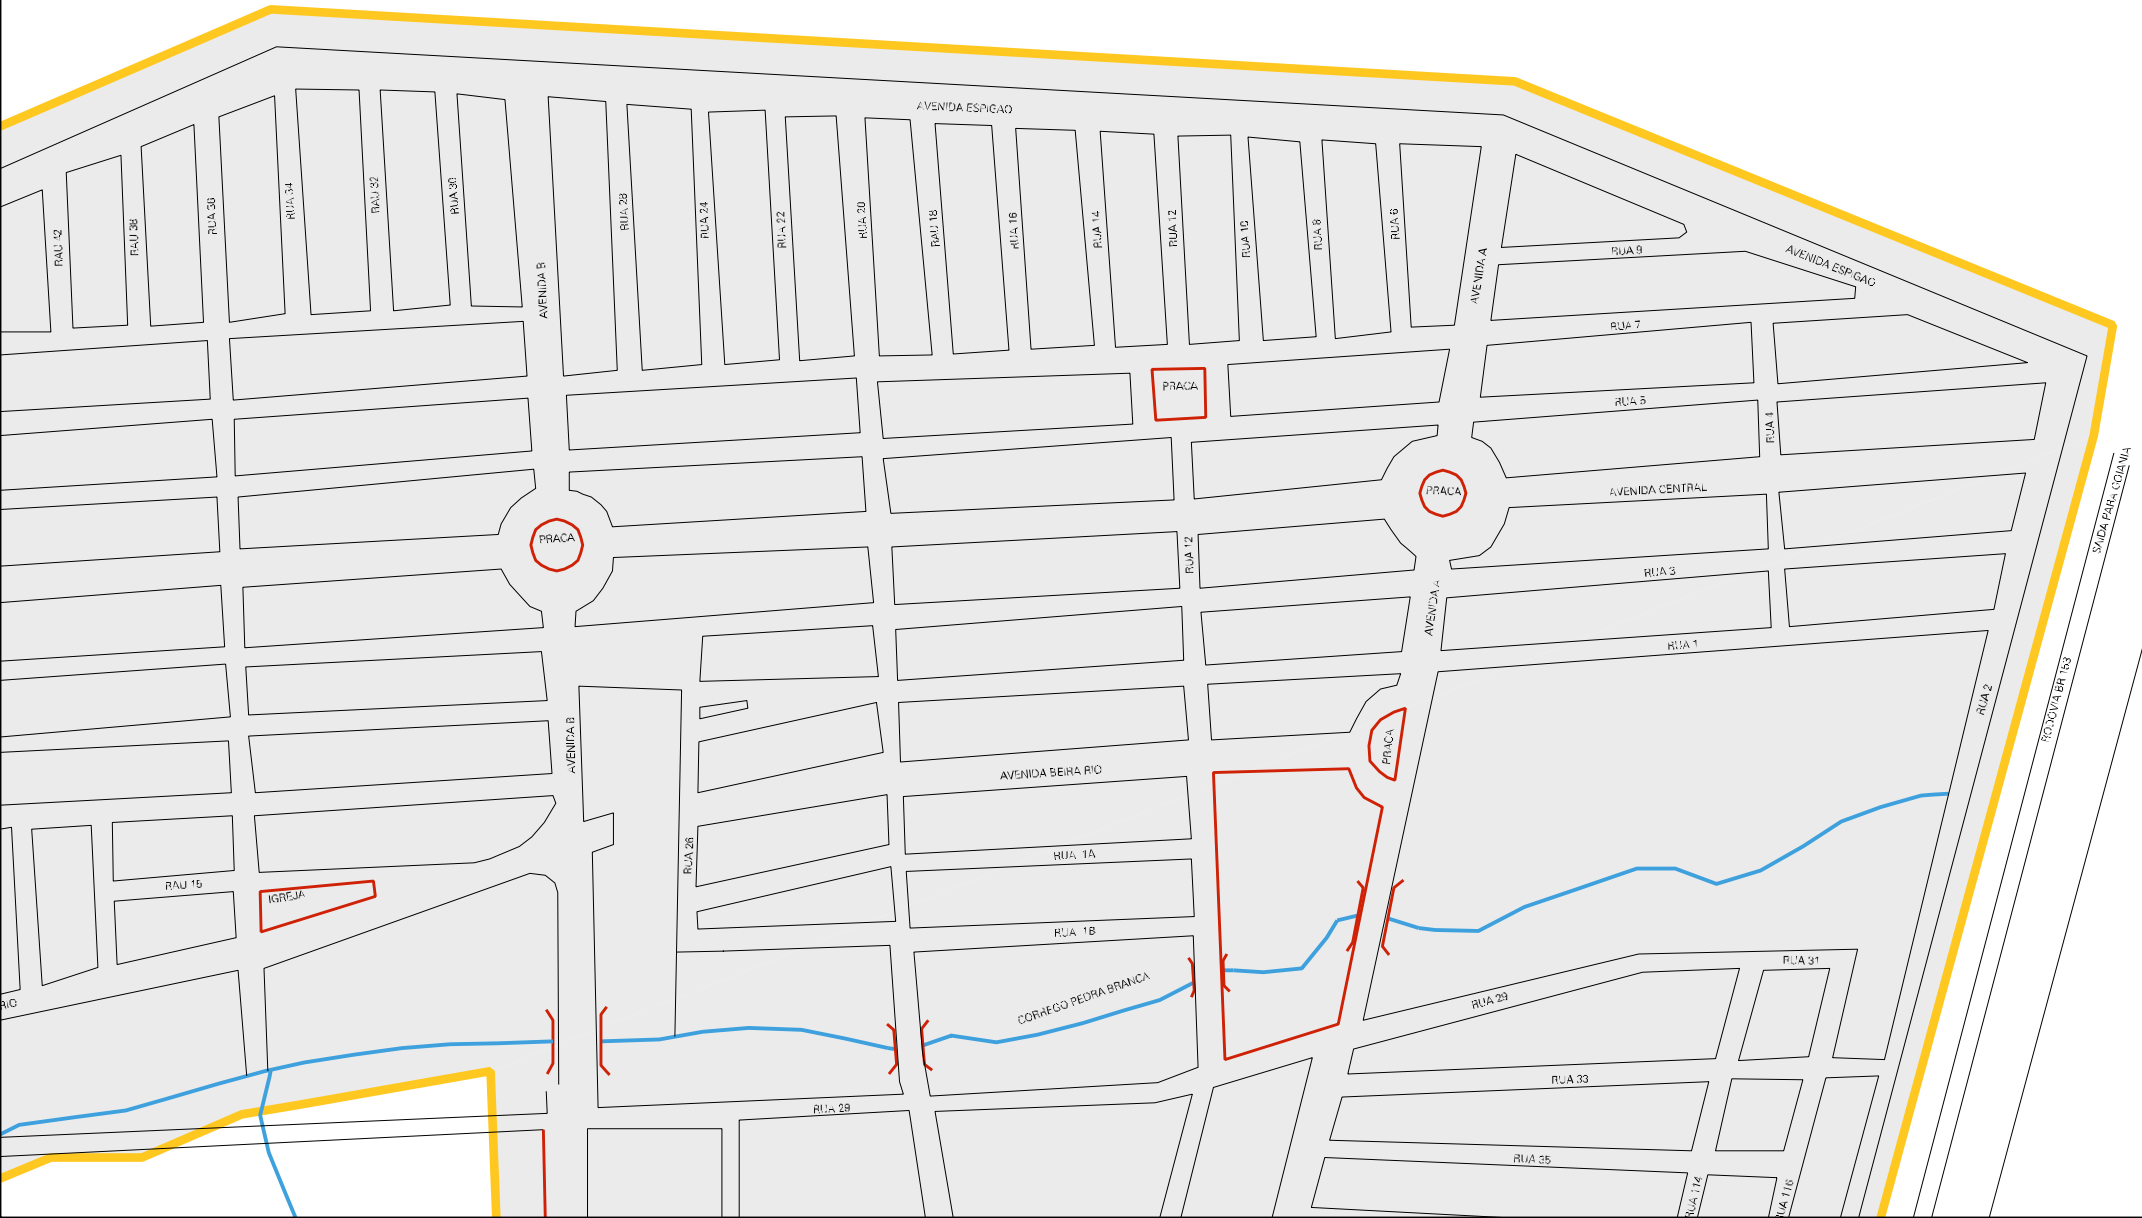 AVENIDA ESPIGAO
RAU 42
RAU 38
RUA 34
RAU 32
AVENIDA B
RUA 24
RUA 22
RUA 20
RAU 18
RUA 16
RUA 14
RUA 12
RUA 10
RUA 8
RUA 6
AVENIDA A
RUA 9
AVENIDA ESPIGAO
RUA 7
PRACA
RUA 5
RUA 4
PRACA
AVENIDA CENTRAL
SAIDA PARA GOIANIA
PRACA
RUA 12
RUA 3
AVENIDA A
RUA 1
RUA 2
RODOVIA BR 153
AVENIDA B
PRACA
AVENIDA BEIRA RIO
RUA 26
RUA 1A
RAU 15
IGREJA
RUA 1B
RUA 31
RIO
CORREGO PEDRA BRANCA
RUA 29
RUA 33
RUA 29
RUA 35
RUA 114
RUA 116